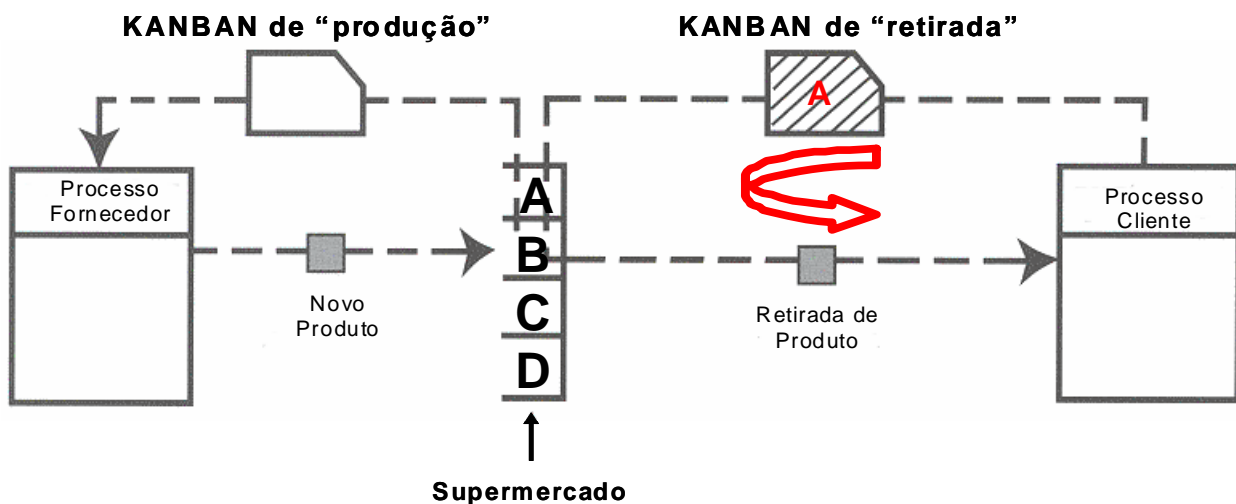 KANBAN de “produção”
KANBAN de “retirada”
A
Processo
Fornecedor
A
B
C
D
Processo
Cliente
Novo
Produto
Retirada de
Produto
Supermercado